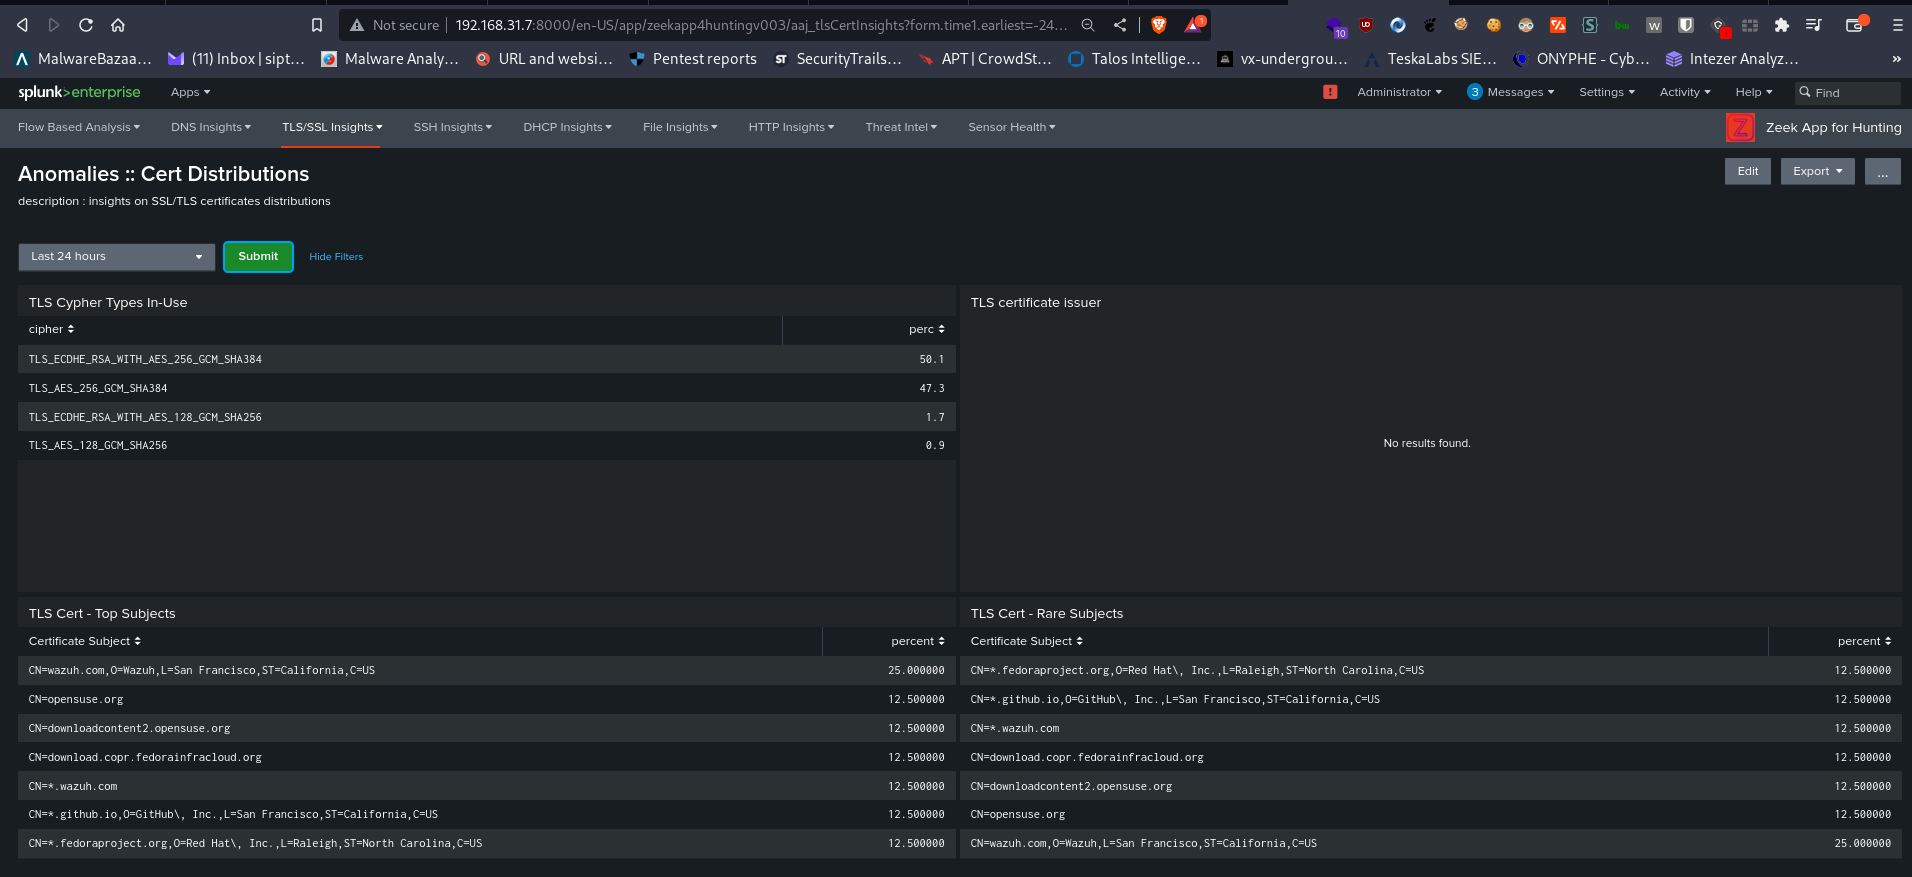 Not secure 192.168.31.7:8000/en-US/app/zeekapp4huntingv003/aaj_tlsCertInsights?form.time1.earliest=-24...
1
10
UD
MalwareBazaa...
(11) Inbox | sipt...
Malware Analy...
URL and websi...
Pentest reports
ST SecurityTrails...
APT | CrowdSt...
Talos Intellige...
vx-undergrou...
TeskaLabs SIE...
ONYPHE - Cyb...
Intezer Analyz...
»
splunk>enterprise
Apps
!
Administrator
3 Messages
Settings
Activity
Help
Find
Flow Based Analysis
DNS Insights
TLS/SSL Insights
SSH Insights
DHCP Insights
File Insights
HTTP Insights
Threat Intel
Sensor Health
Z Zeek App for Hunting
Anomalies :: Cert Distributions
Edit
Export
...
description : insights on SSL/TLS certificates distributions
Last 24 hours
Submit
Hide Filters
TLS Cypher Types In-Use
cipher perc
TLS_ECDHE_RSA_WITH_AES_256_GCM_SHA384 50.1
TLS_AES_256_GCM_SHA384 47.3
TLS_ECDHE_RSA_WITH_AES_128_GCM_SHA256 1.7
TLS_AES_128_GCM_SHA256 0.9
TLS certificate issuer
No results found.
TLS Cert - Top Subjects
Certificate Subject percent
CN=wazuh.com,O=Wazuh,L=San Francisco,ST=California,C=US 25.000000
CN=opensuse.org 12.500000
CN=downloadcontent2.opensuse.org 12.500000
CN=download.copr.fedorainfracloud.org 12.500000
CN=*.wazuh.com 12.500000
CN=*.github.io,O=GitHub\, Inc.,L=San Francisco,ST=California,C=US 12.500000
CN=*.fedoraproject.org,O=Red Hat\, Inc.,L=Raleigh,ST=North Carolina,C=US 12.500000
TLS Cert - Rare Subjects
Certificate Subject percent
CN=*.fedoraproject.org,O=Red Hat\, Inc.,L=Raleigh,ST=North Carolina,C=US 12.500000
CN=*.github.io,O=GitHub\, Inc.,L=San Francisco,ST=California,C=US 12.500000
CN=*.wazuh.com 12.500000
CN=download.copr.fedorainfracloud.org 12.500000
CN=downloadcontent2.opensuse.org 12.500000
CN=opensuse.org 12.500000
CN=wazuh.com,O=Wazuh,L=San Francisco,ST=California,C=US 25.000000